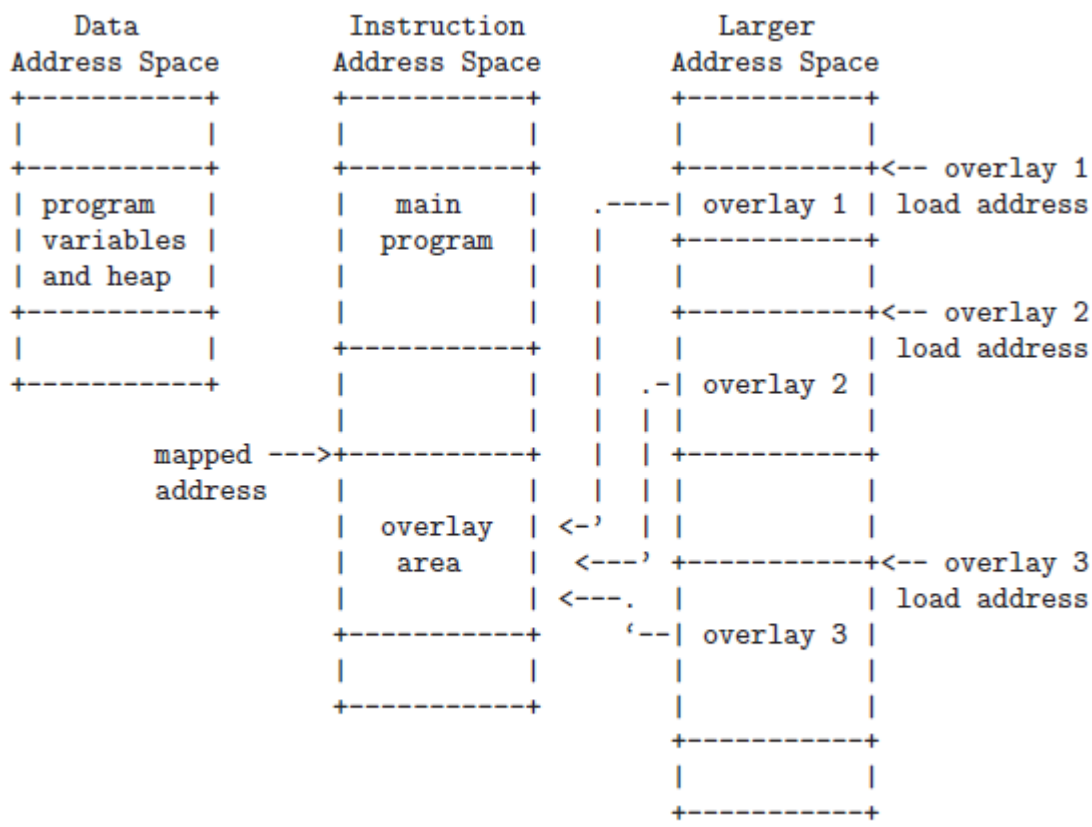 Data             Instruction              Larger
Address Space       Address Space        Address Space
+-----------+       +-----------+        +-----------+
|           |       |           |        |           |
+-----------+       +-----------+        +-----------+<-- overlay 1
| program   |       |   main    |   .----| overlay 1 | load address
| variables |       |  program  |   |    +-----------+
| and heap  |       |           |   |    |           |
+-----------+       |           |   |    +-----------+<-- overlay 2
|           |       +-----------+   |    |           | load address
+-----------+       |           |   |  .-| overlay 2 |
                    |           |   |  | |           |
         mapped --->+-----------+   |  | +-----------+
         address    |           |   |  | |           |
                    |  overlay  | <-’  | |           |
                    |   area    |  <---’ +-----------+<-- overlay 3
                    |           | <---.  |           | load address
                    +-----------+     ‘--| overlay 3 |
                    |           |        |           |
                    +-----------+        |           |
                                         +-----------+
                                         |           |
                                         +-----------+